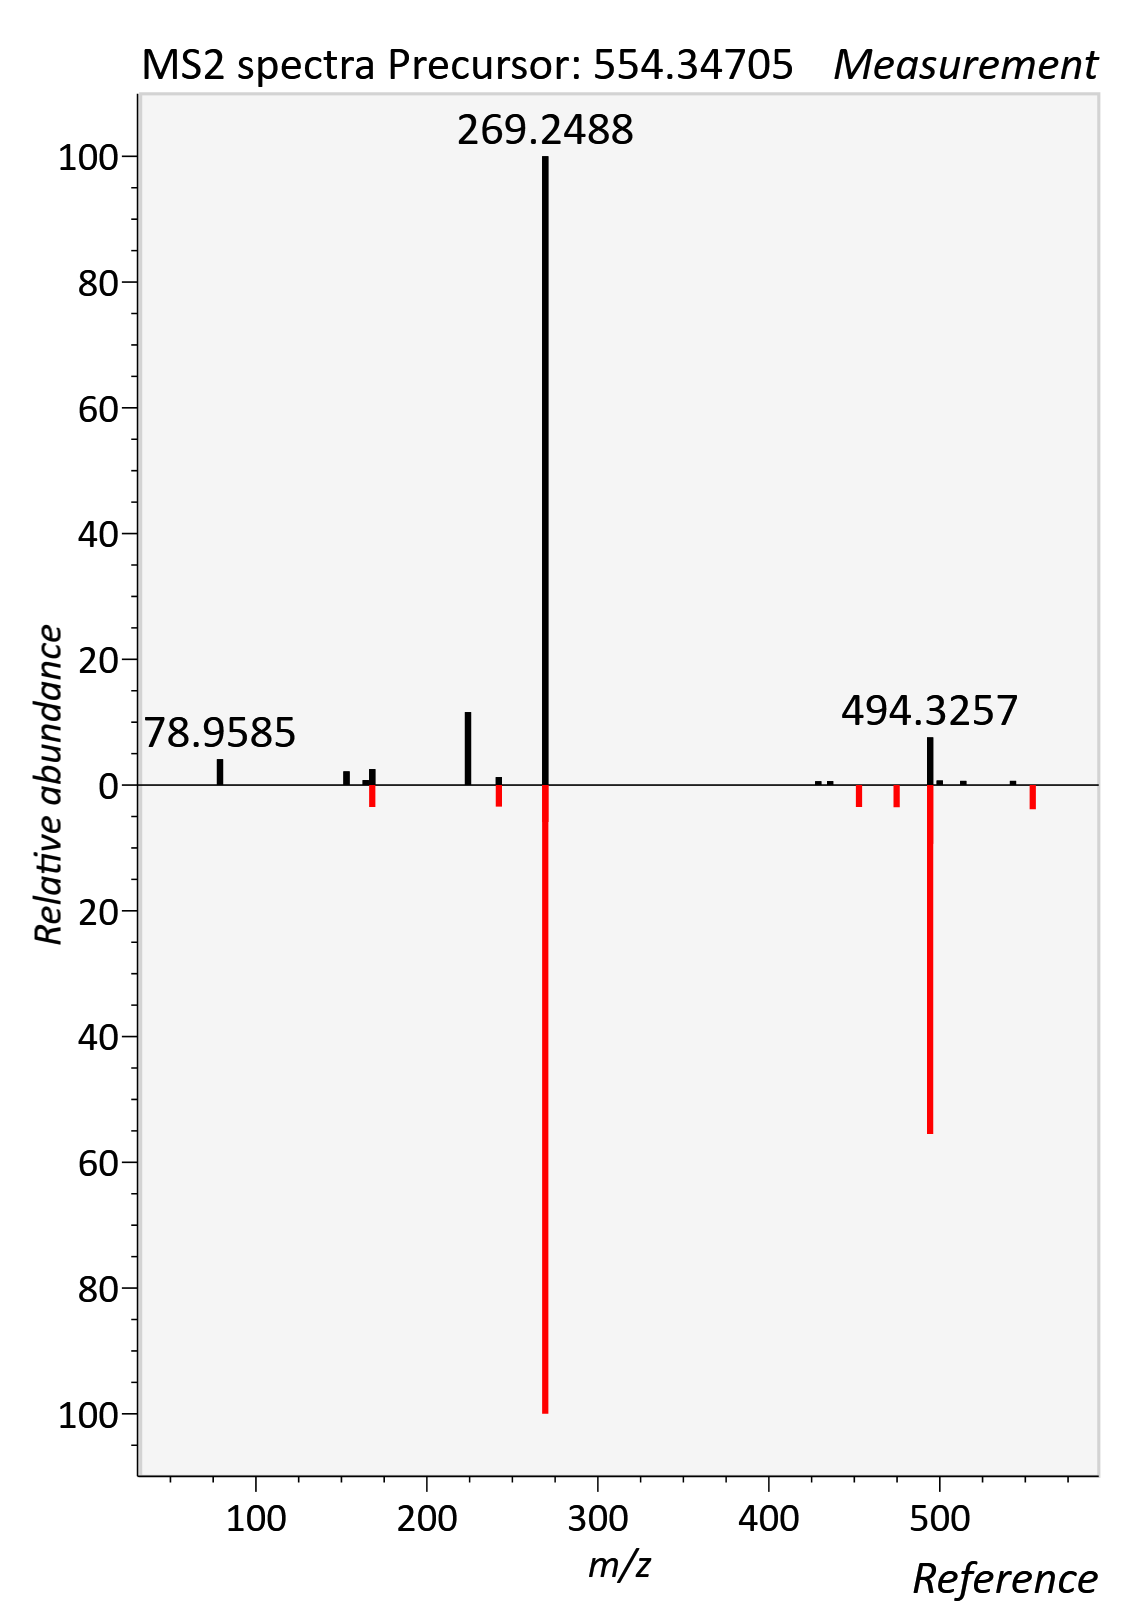 MS2 spectra Precursor: 554.34705 Measurement
269.2488
100
80
60
40
20
78.9585
494.3257
0
20
40
60
80
100
Relative abundance
100 200 300 400 500
m/z
Reference